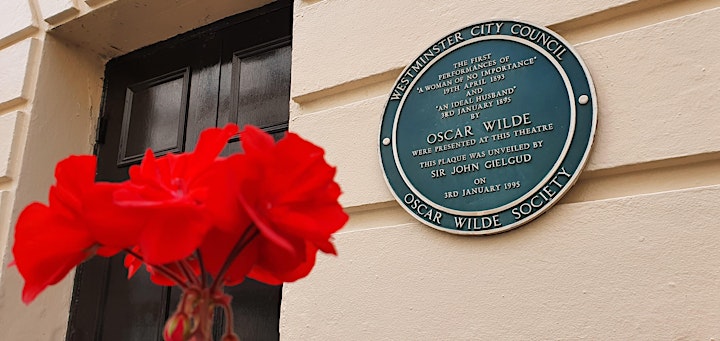 WESTMINSTER CITY COUNCIL
THE FIRST
PERFORMANCES OF
"A WOMAN OF NO IMPORTANCE"
19TH APRIL 1893
AND
"AN IDEAL HUSBAND"
3RD JANUARY 1895
BY
OSCAR WILDE
WERE PRESENTED AT THIS THEATRE
THIS PLAQUE WAS UNVEILED BY
SIR JOHN GIELGUD
ON
3RD JANUARY 1995
OSCAR WILDE SOCIETY